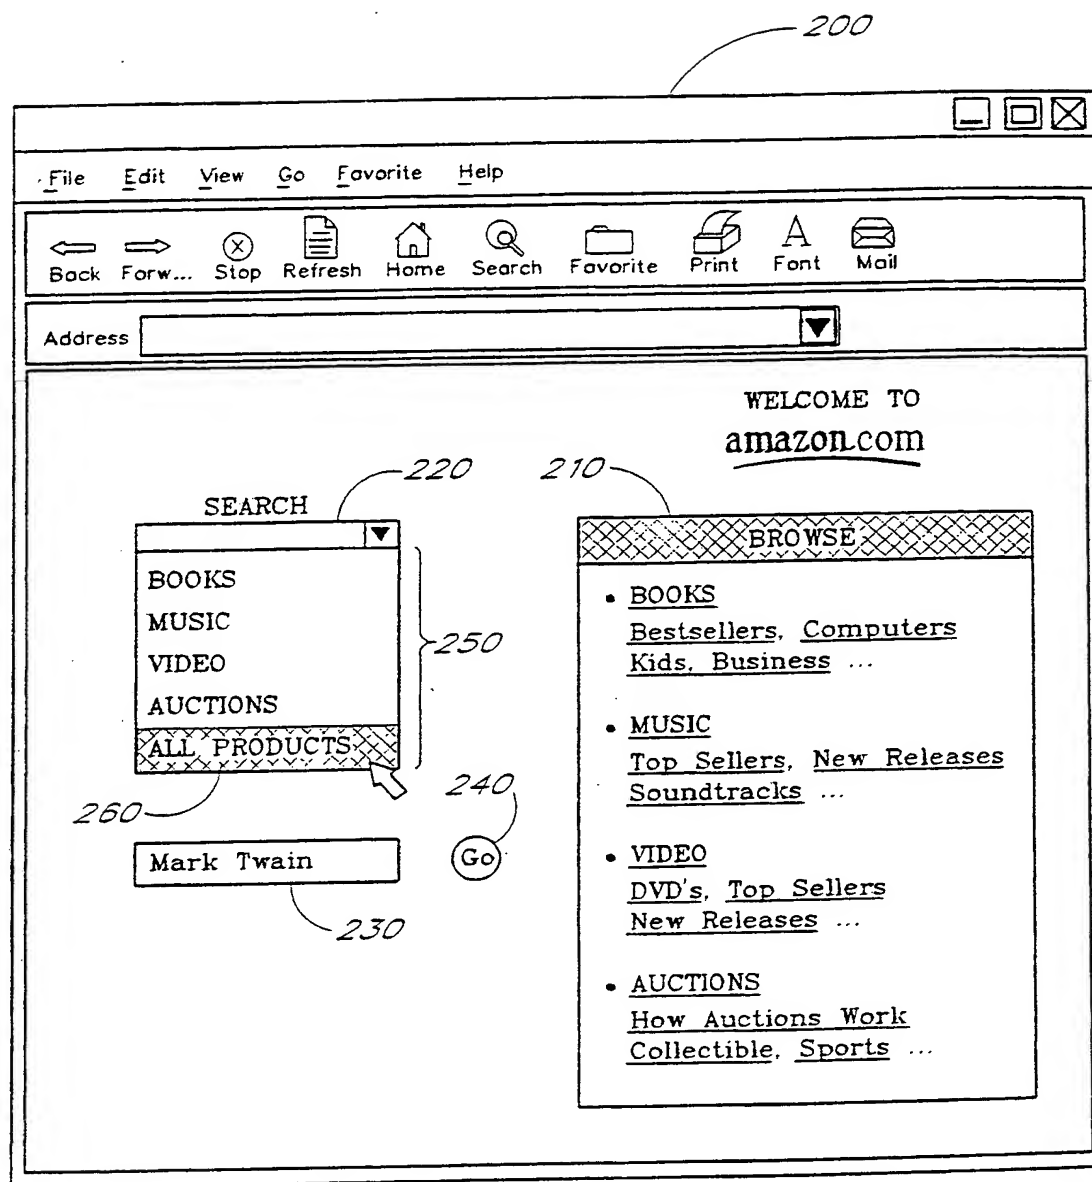 200
File Edit View Go Favorite Help
Back Forw... Stop Refresh Home Search Favorite Print Font Mail
Address
WELCOME TO
amazon.com
220
210
SEARCH
BOOKS
MUSIC
VIDEO
AUCTIONS
ALL PRODUCTS
250
260
240
Mark Twain
Go
230
BROWSE
• BOOKS
Bestsellers, Computers
Kids, Business ...
• MUSIC
Top Sellers, New Releases
Soundtracks ...
• VIDEO
DVD's, Top Sellers
New Releases ...
• AUCTIONS
How Auctions Work
Collectible, Sports ...